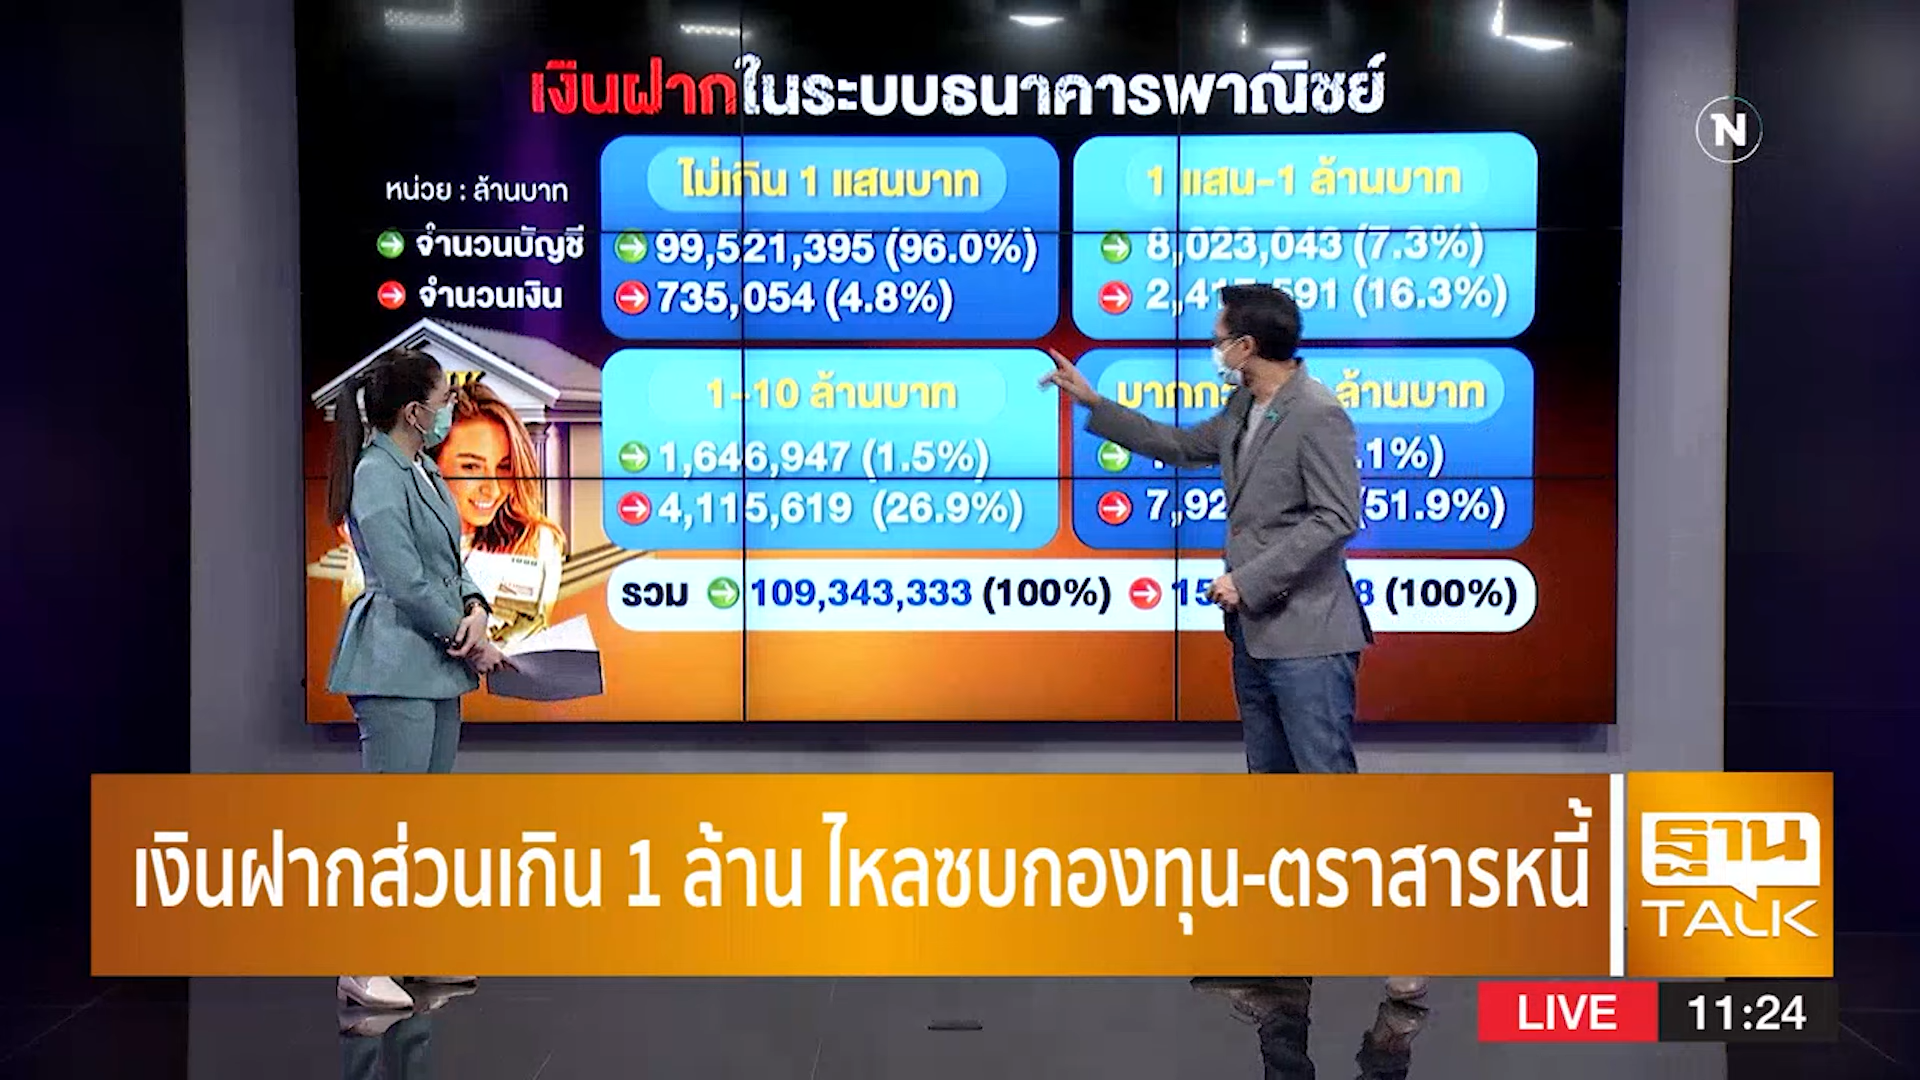 เงินฝากในระบบธนาคารพาณิชย์
N
หน่วย : ล้านบาท
จำนวนบัญชี
จำนวนเงิน
ไม่เกิน 1 แสนบาท
99,521,395 (96.0%)
735,054 (4.8%)
1 แสน-1 ล้านบาท
8,023,043 (7.3%)
(16.3%)
1-10 ล้านบาท
1,646,947 (1.5%)
4,115,619 (26.9%)
ล้านบาท
(51.9%)
รวม 109,343,333 (100%) (100%)
เงินฝากส่วนเกิน 1 ล้าน ไหลซบกองทุน-ตราสารหนี้
ฐาน
TALK
LIVE 11:24